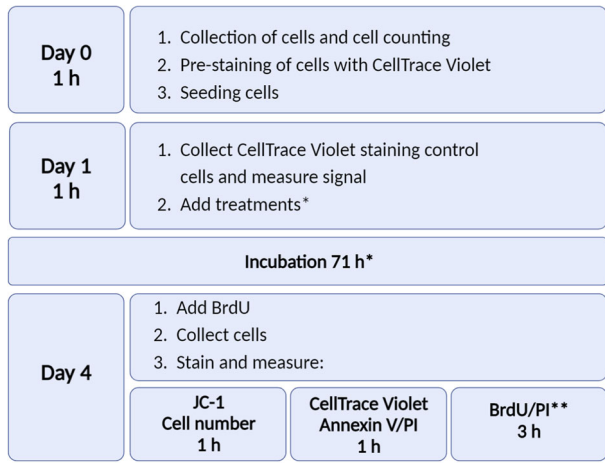 Day 0
1 h
1. Collection of cells and cell counting
2. Pre-staining of cells with CellTrace Violet
3. Seeding cells
Day 1
1 h
1. Collect CellTrace Violet staining control
cells and measure signal
2. Add treatments*
Incubation 71 h*
Day 4
1. Add BrdU
2. Collect cells
3. Stain and measure:
JC-1
Cell number
1 h
CellTrace Violet
Annexin V/PI
1 h
BrdU/PI**
3 h